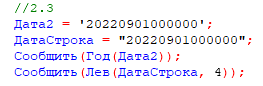 //2.3
Дата2 = '20220901000000';
ДатаСтрока = "20220901000000";
Сообщить(Год(Дата2));
Сообщить(Лев(ДатаСтрока, 4));